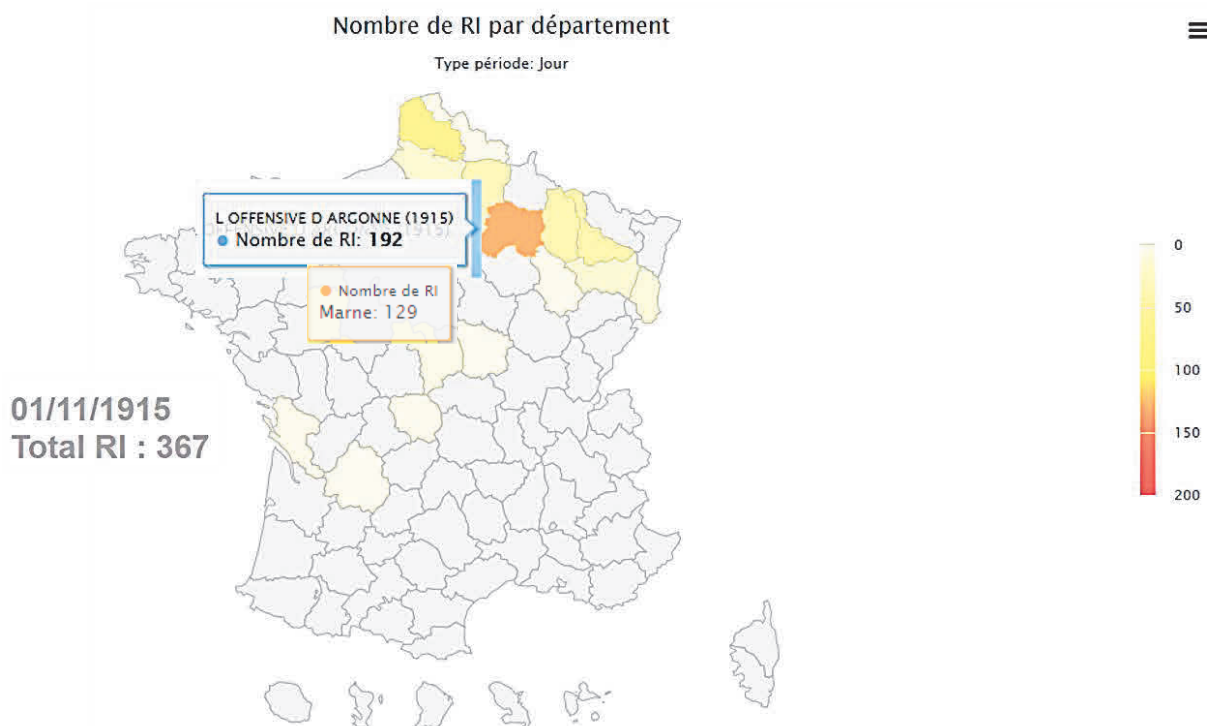 Nombre de RI par département
Type période: Jour
L OFFENSIVE D ARGONNE (1915)
Nombre de RI: 192
Nombre de RI
Marne: 129
01/11/1915
Total RI : 367
0
50
100
150
200